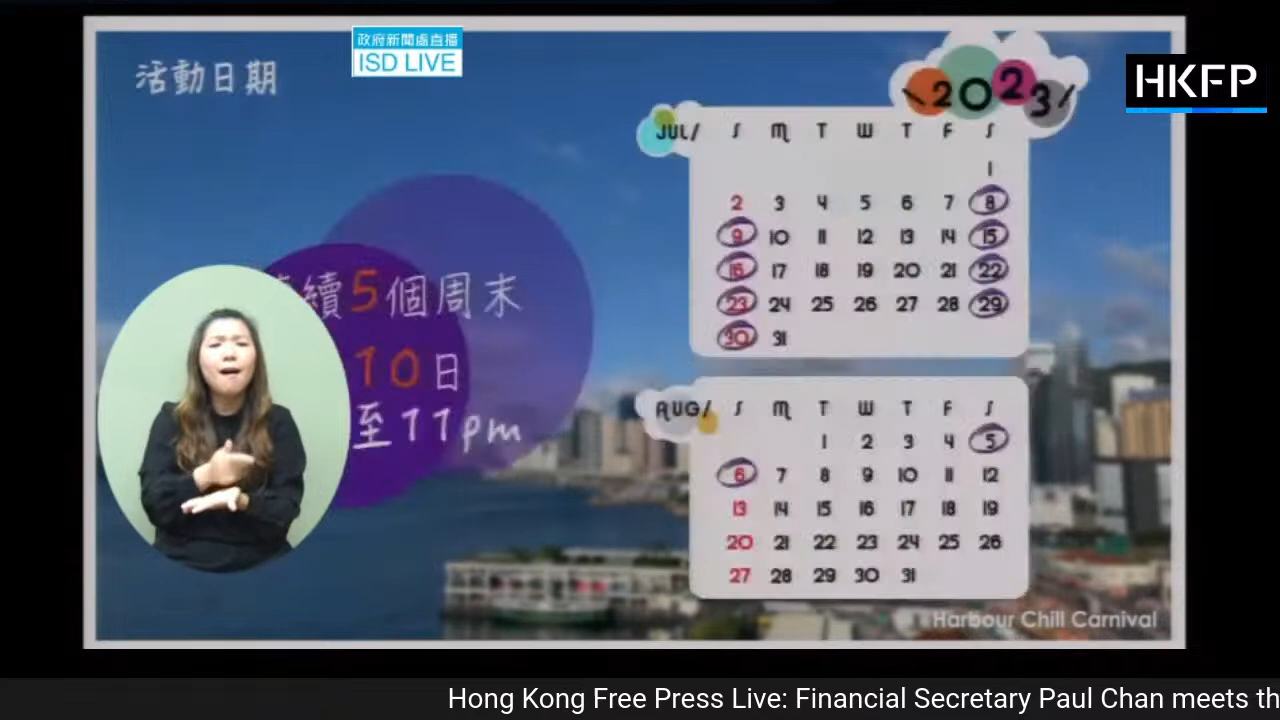 政府新聞處直播
ISD LIVE
HKFP
活動日期
\2023/
JUL/ S M T W T F S
1
2 3 4 5 6 7 8
9 10 11 12 13 14 15
16 17 18 19 20 21 22
23 24 25 26 27 28 29
30 31
續5個周末
10日
至11pm
AUG/ S M T W T F S
1 2 3 4 5
6 7 8 9 10 11 12
13 14 15 16 17 18 19
20 21 22 23 24 25 26
27 28 29 30 31
Harbour Chill Carnival
Hong Kong Free Press Live: Financial Secretary Paul Chan meets th